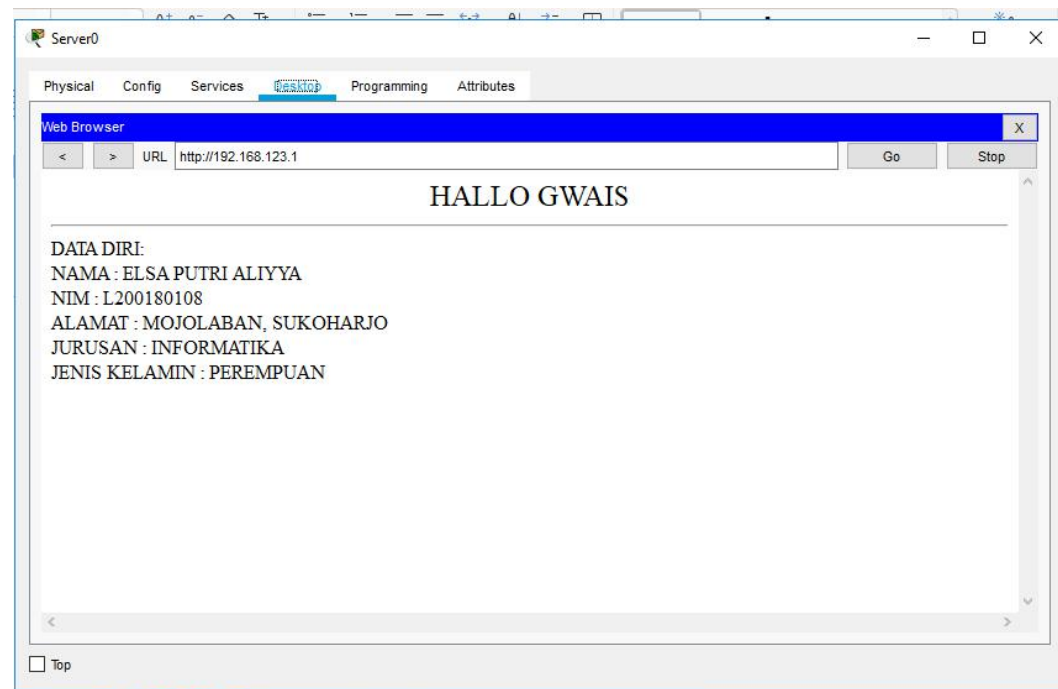 Server0
Physical Config Services Desktop Programming Attributes
Web Browser X
< > URL http://192.168.123.1 Go Stop
HALLO GWAIS
DATA DIRI:
NAMA : ELSA PUTRI ALIYYA
NIM : L200180108
ALAMAT : MOJOLABAN, SUKOHARJO
JURUSAN : INFORMATIKA
JENIS KELAMIN : PEREMPUAN
Top